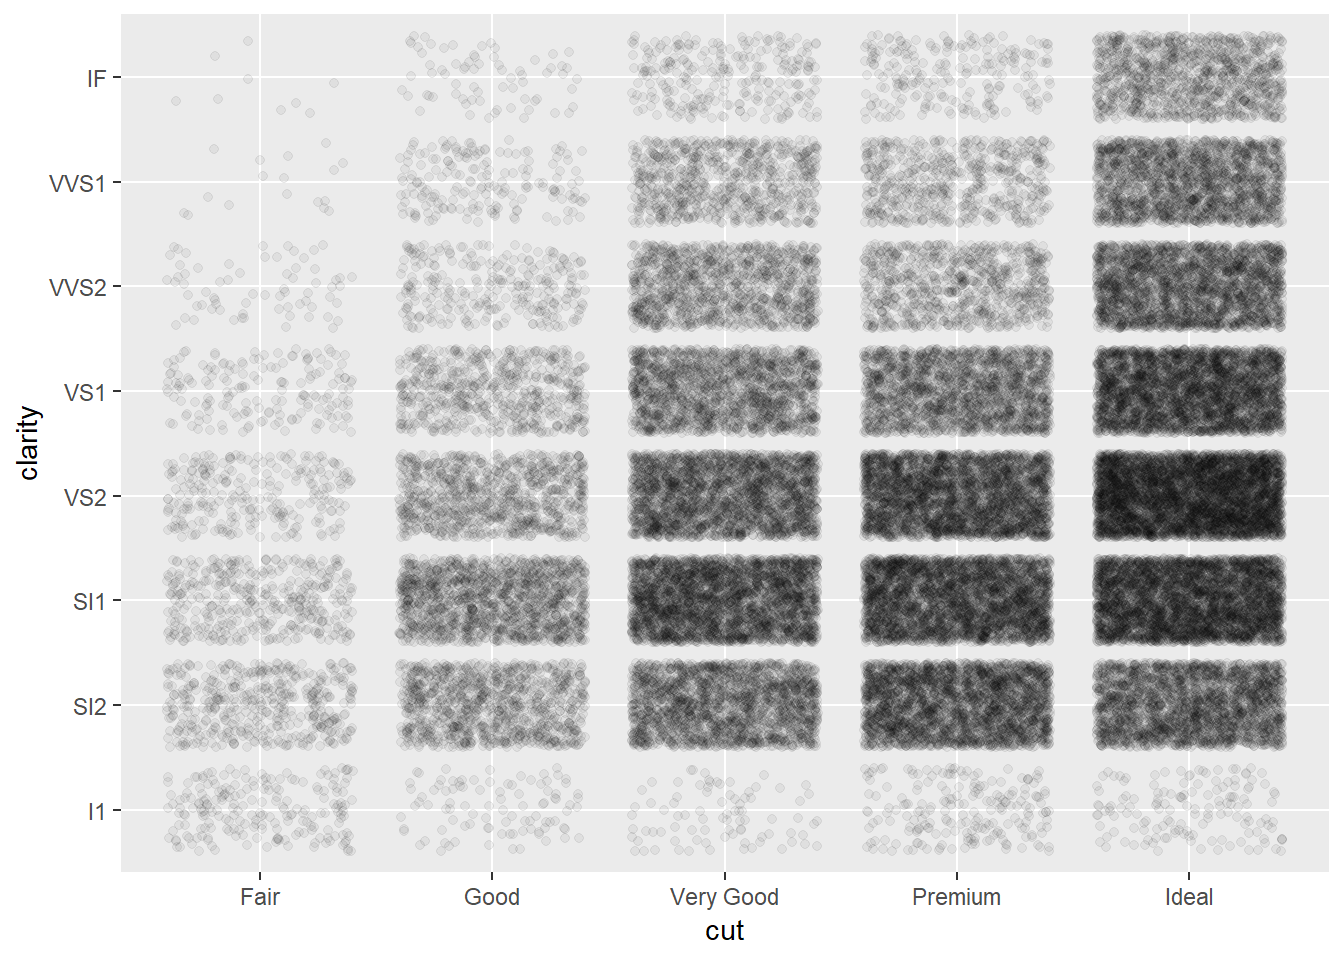 IF
VVS1
VVS2
VS1
VS2
SI1
SI2
I1
clarity
Fair Good Very Good Premium Ideal
cut